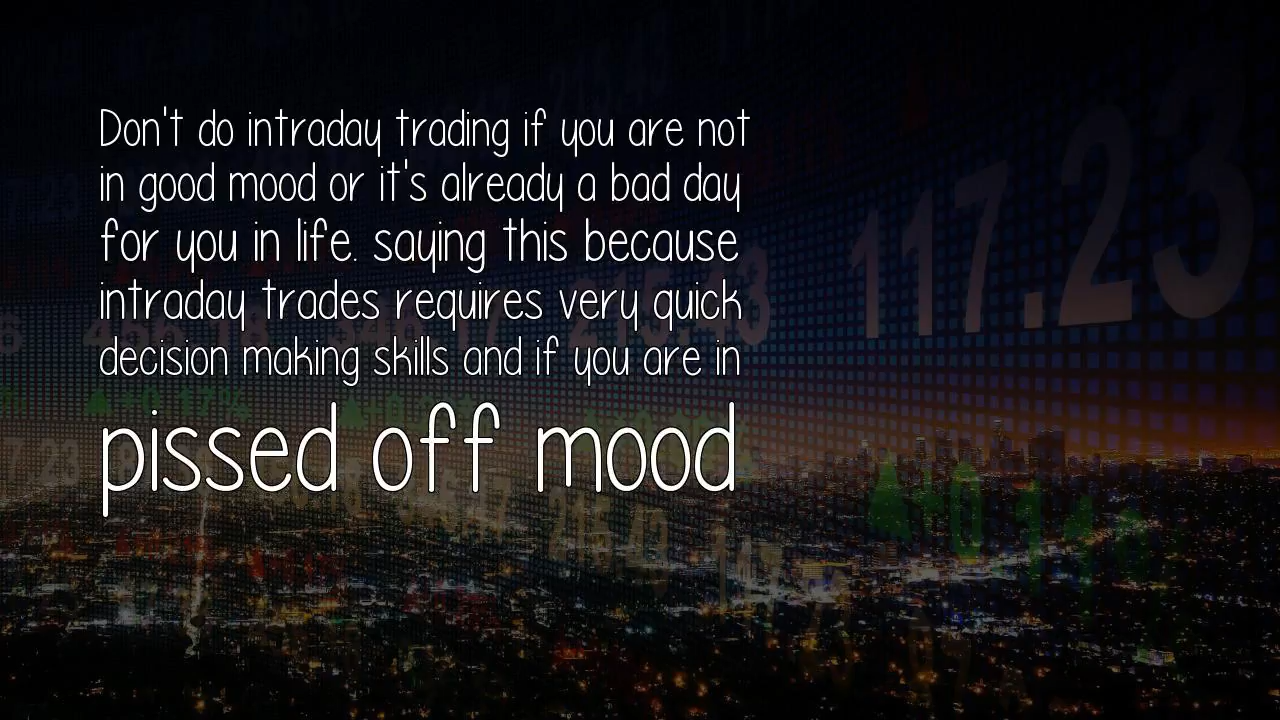 Don't do intraday trading if you are not
in good mood or it's already a bad day
for you in life. saying this because
intraday trades requires very quick
decision making skills and if you are in
pissed off mood
117.23